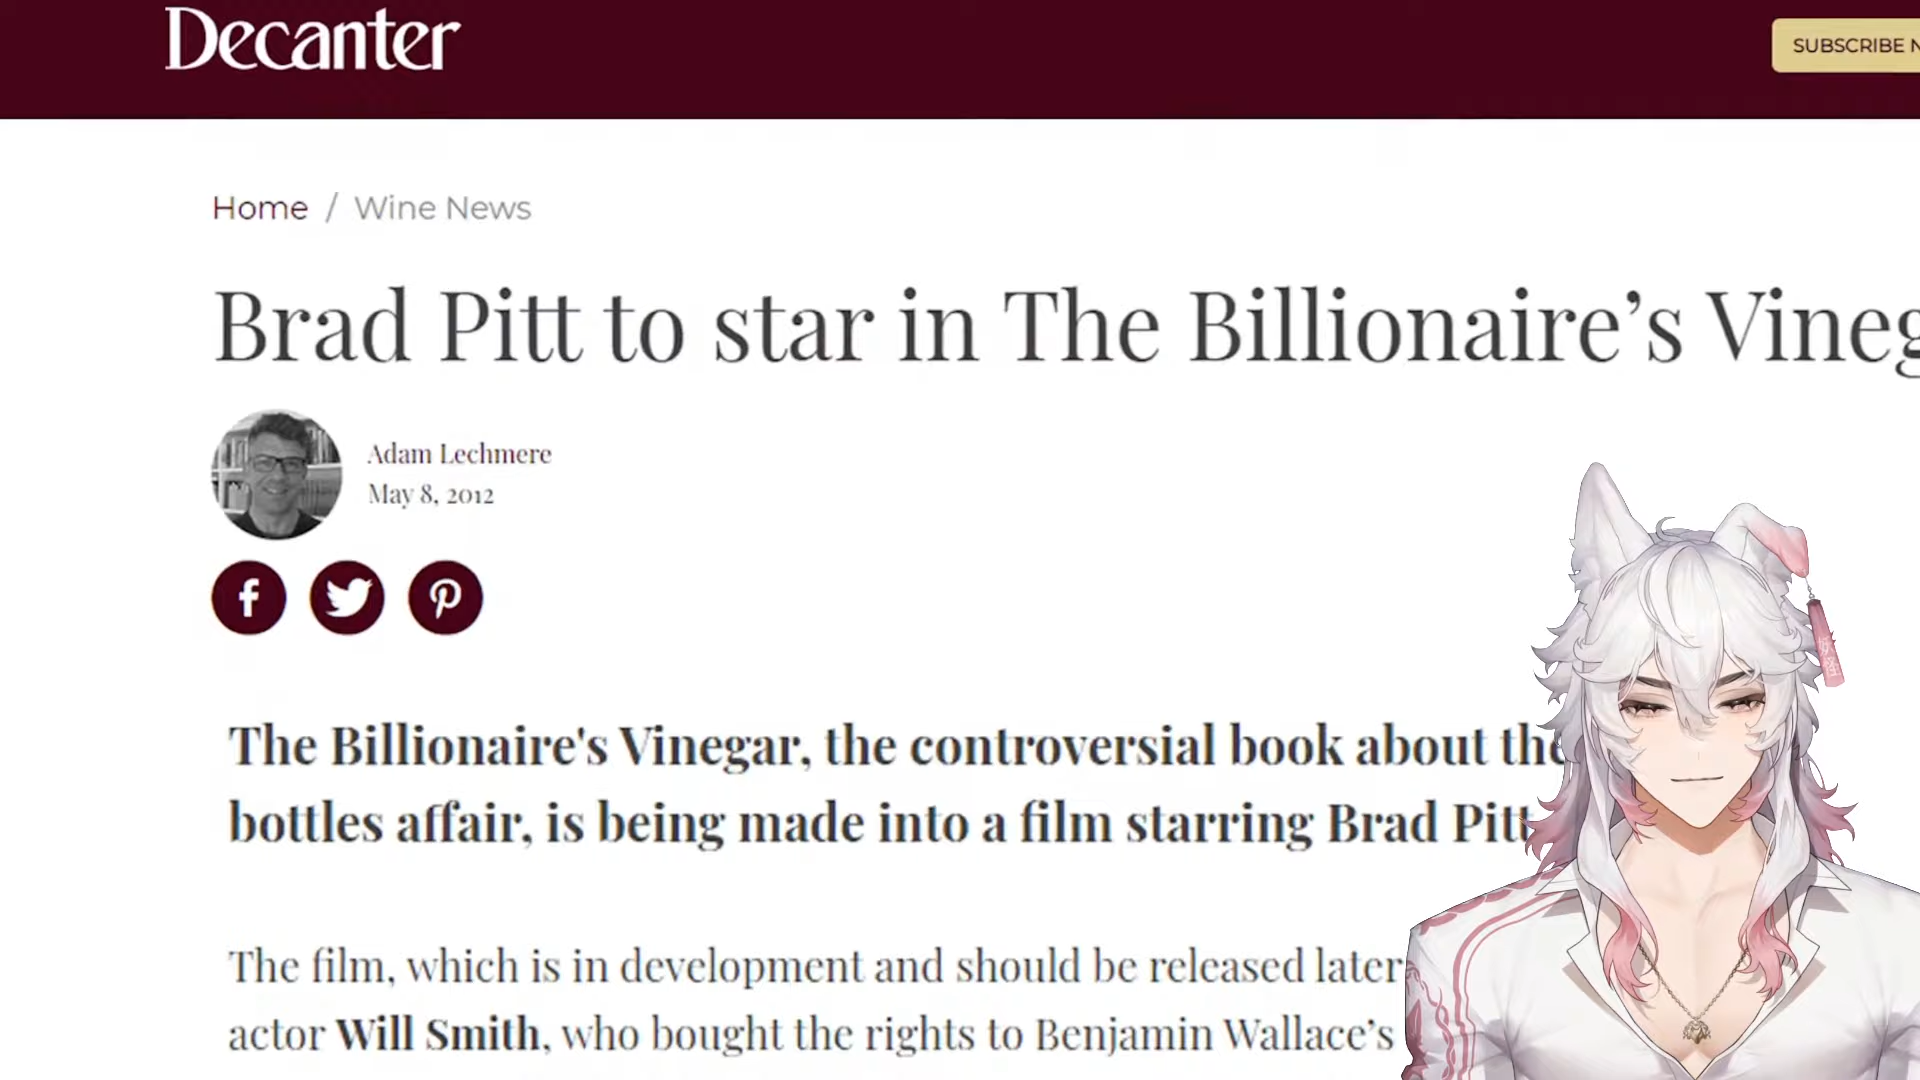 Decanter
SUBSCRIBE
Home / Wine News
Brad Pitt to star in The Billionaire’s
Adam Lechmere
May 8, 2012
The Billionaire's Vinegar, the controversial book about the
bottles affair, is being made into a film starring Brad Pitt
The film, which is in development and should be released later
actor Will Smith, who bought the rights to Benjamin Wallace’s
妖怪